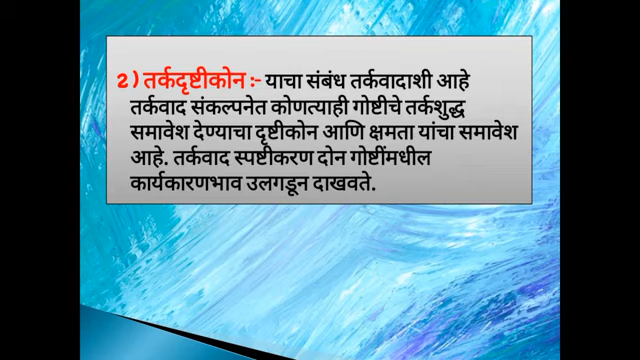 2) तर्कदृष्टीकोन :- याचा संबंध तर्कवादाशी आहे
तर्कवाद संकल्पनेत कोणत्याही गोष्टीचे तर्कशुद्ध
समावेश देण्याचा दृष्टीकोन आणि क्षमता यांचा समावेश
आहे. तर्कवाद स्पष्टीकरण दोन गोष्टींमधील
कार्यकारणभाव उलगडून दाखवते.